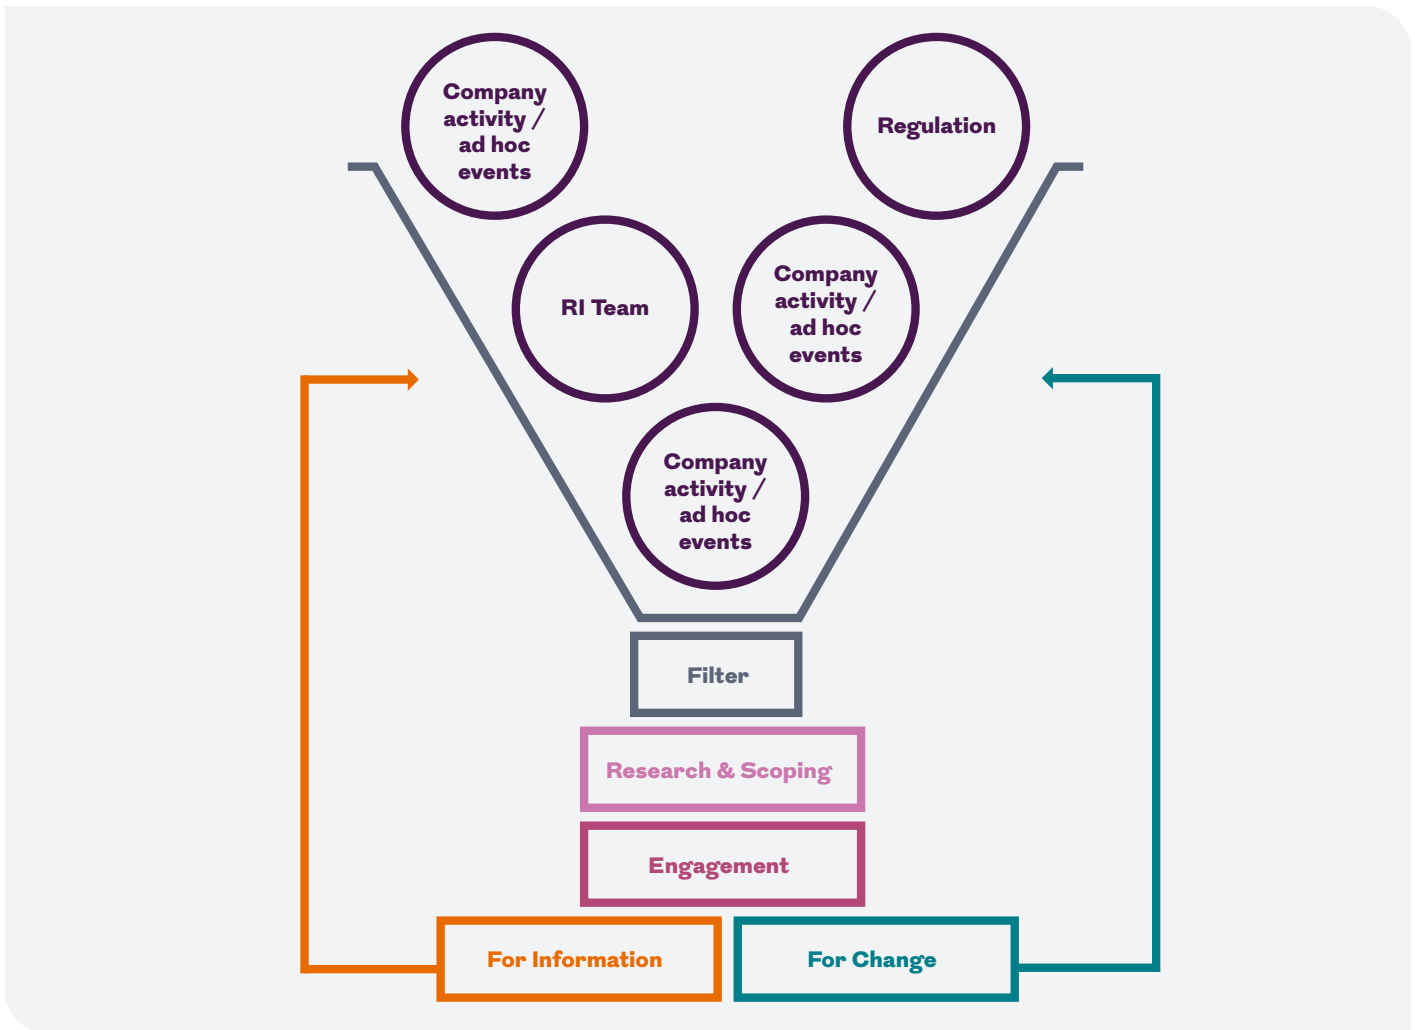 Company
activity /
ad hoc
events
Regulation
RI Team
Company
activity /
ad hoc
events
Company
activity /
ad hoc
events
Filter
Research & Scoping
Engagement
For Information
For Change